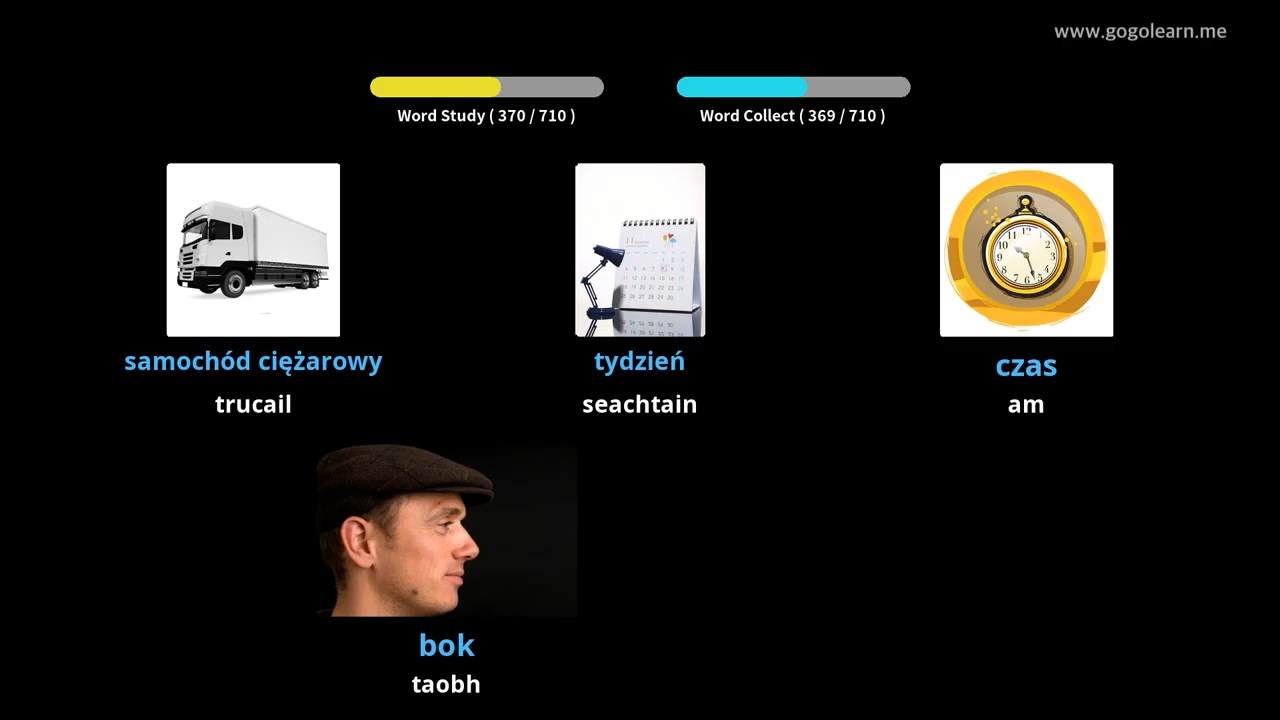 www.gogolearn.me
Word Study ( 370 / 710 )
Word Collect ( 369 / 710 )
samochód ciężarowy
tydzień
czas
trucail
seachtain
am
bok
taobh